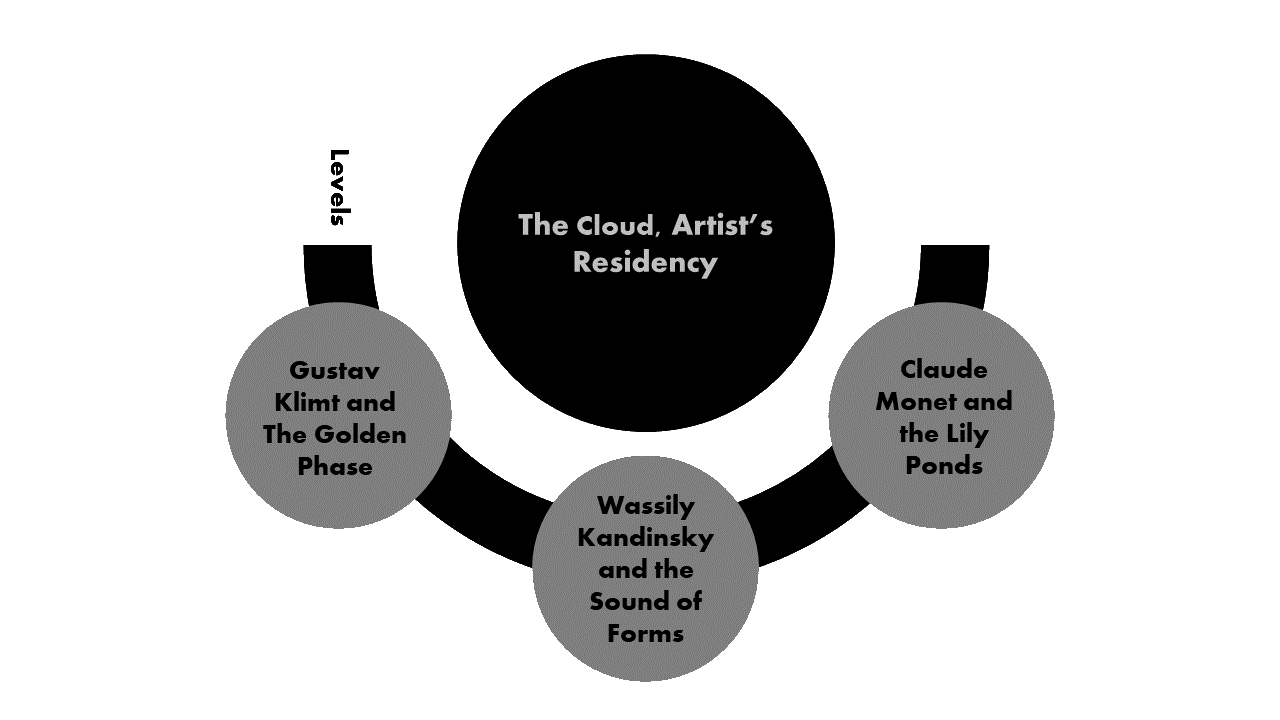 Levels
The Cloud, Artist's
Residency
Gustav
Klimt and
The Golden
Phase
Wassily
Kandinsky
and the
Sound of
Forms
Claude
Monet and
the Lily
Ponds